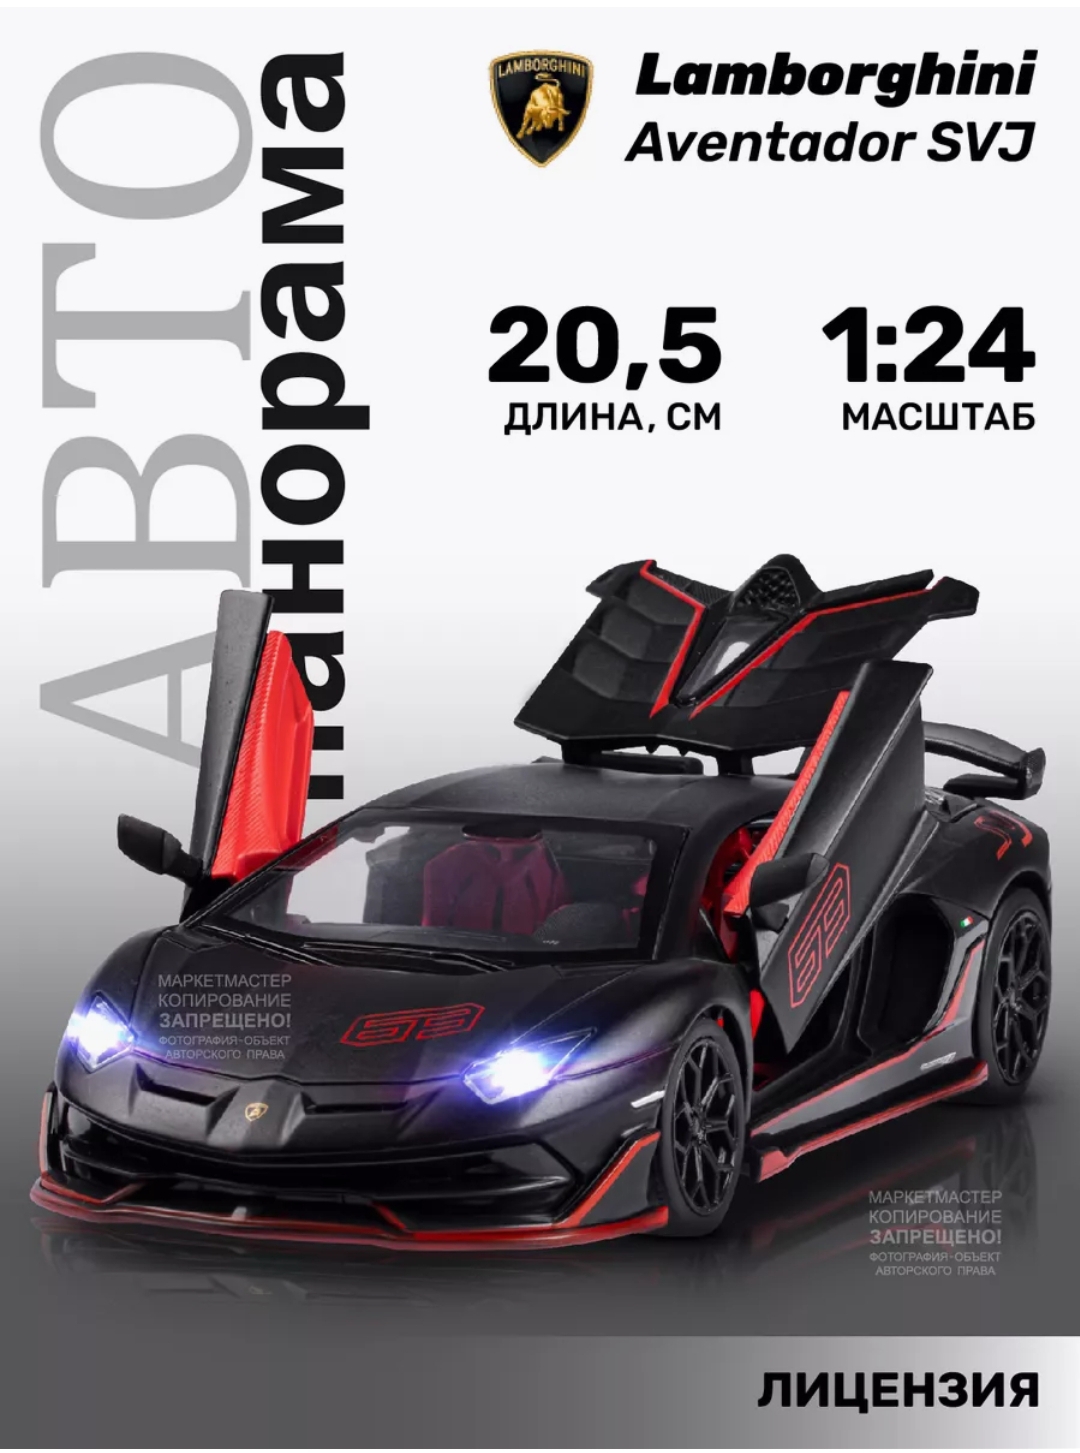 АВТО
панорама
LAMBORGHINI
Lamborghini
Aventador SVJ
20,5
ДЛИНА, СМ
1:24
МАСШТАБ
63
63
МАРКЕТМАСТЕР
КОПИРОВАНИЕ
ЗАПРЕЩЕНО!
ФОТОГРАФИЯ-ОБЪЕКТ
АВТОРСКОГО ПРАВА
МАРКЕТМАСТЕР
КОПИРОВАНИЕ
ЗАПРЕЩЕНО!
ФОТОГРАФИЯ-ОБЪЕКТ
АВТОРСКОГО ПРАВА
ЛИЦЕНЗИЯ